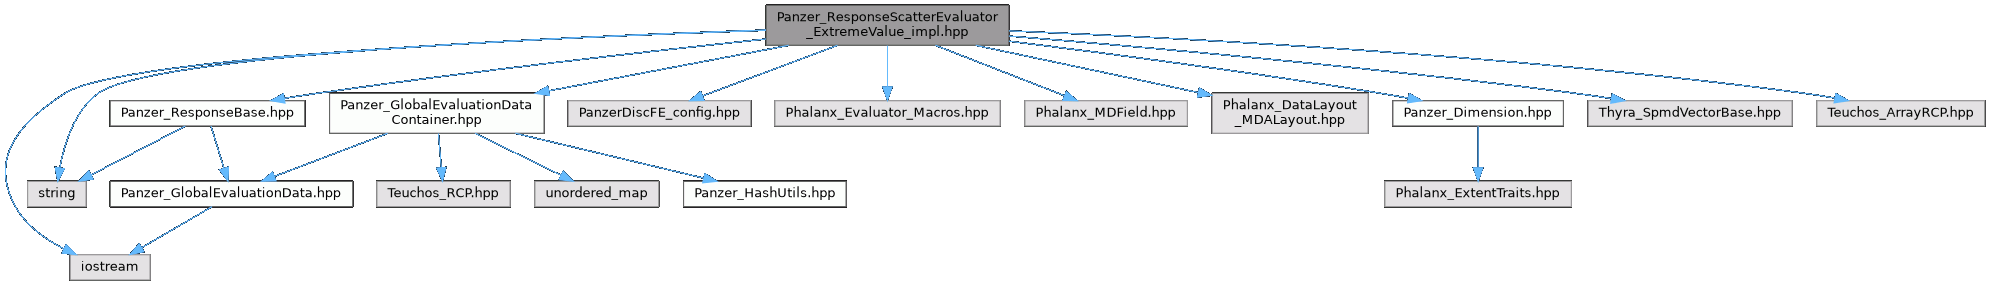 Panzer_ResponseScatterEvaluator
_ExtremeValue_impl.hpp
Panzer_ResponseBase.hpp
Panzer_GlobalEvaluationData
Container.hpp
PanzerDiscFE_config.hpp
Phalanx_Evaluator_Macros.hpp
Phalanx_MDField.hpp
Phalanx_DataLayout
_MDALayout.hpp
Panzer_Dimension.hpp
Thyra_SpmdVectorBase.hpp
Teuchos_ArrayRCP.hpp
string
Panzer_GlobalEvaluationData.hpp
Teuchos_RCP.hpp
unordered_map
Panzer_HashUtils.hpp
Phalanx_ExtentTraits.hpp
iostream